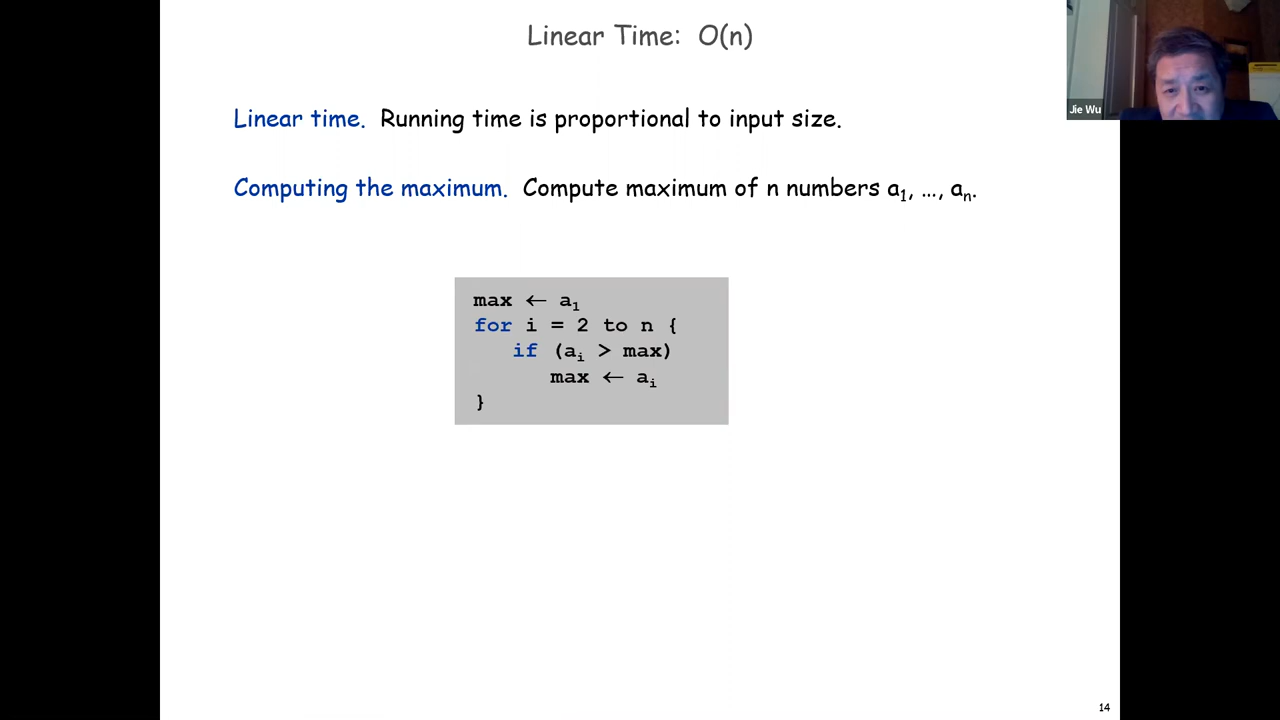 Linear Time: O(n)
Jie Wu
Linear time. Running time is proportional to input size.
Computing the maximum. Compute maximum of n numbers a₁, …, aₙ.
max ← a₁
for i = 2 to n {
if (aᵢ > max)
max ← aᵢ
}
14